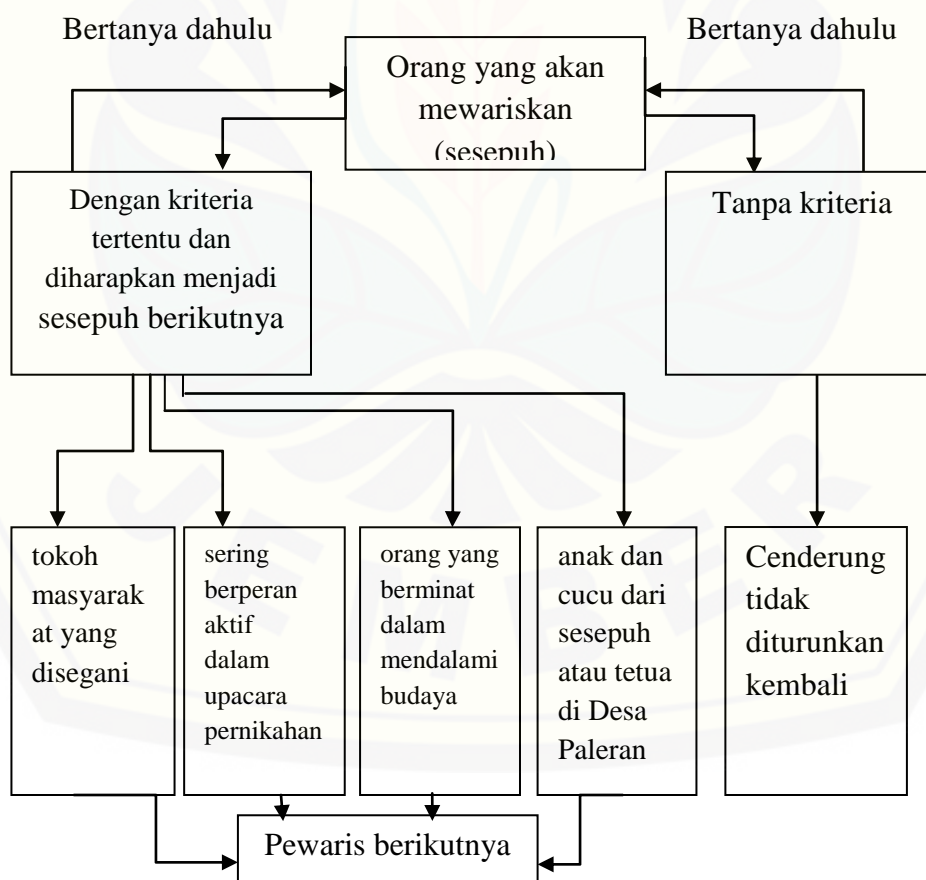 Bertanya dahulu
Bertanya dahulu
Orang yang akan
mewariskan
(sesepuh)
Dengan kriteria
tertentu dan
diharapkan menjadi
sesepuh berikutnya
Tanpa kriteria
tokoh
masyarak
at yang
disegani
sering
berperan
aktif
dalam
upacara
pernikahan
orang yang
berminat
dalam
mendalami
budaya
anak dan
cucu dari
sesepuh
atau tetua
di Desa
Paleran
Cenderung
tidak
diturunkan
kembali
Pewaris berikutnya
JEMBER